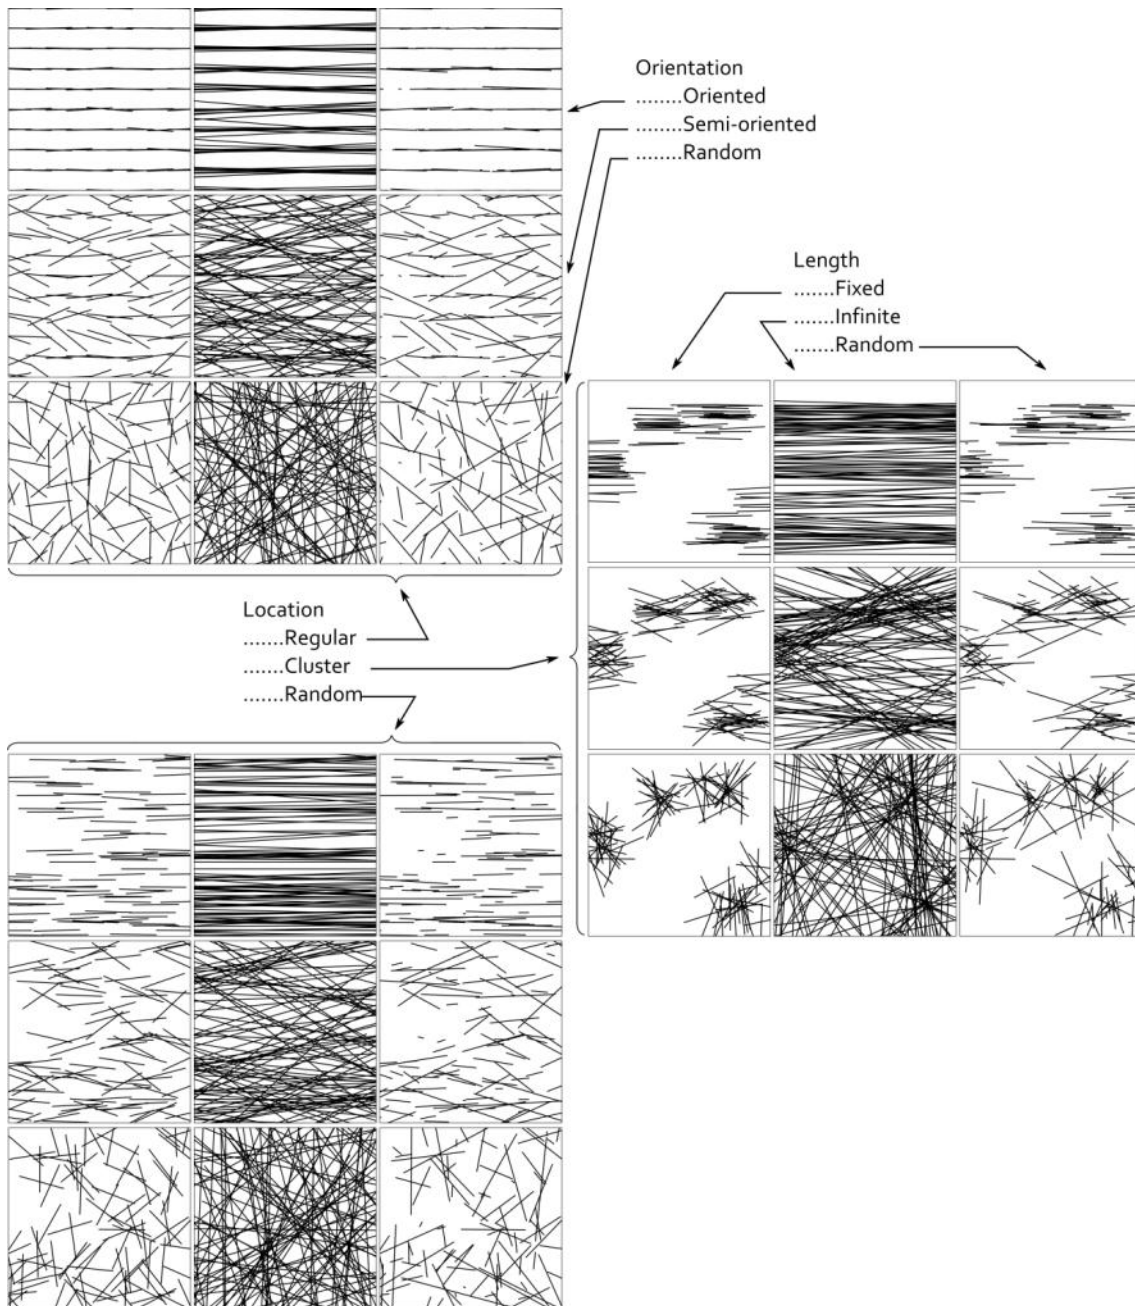 Orientation
........Oriented
........Semi-oriented
........Random
Length
.......Fixed
.......Infinite
.......Random
Location
.......Regular
.......Cluster
.......Random